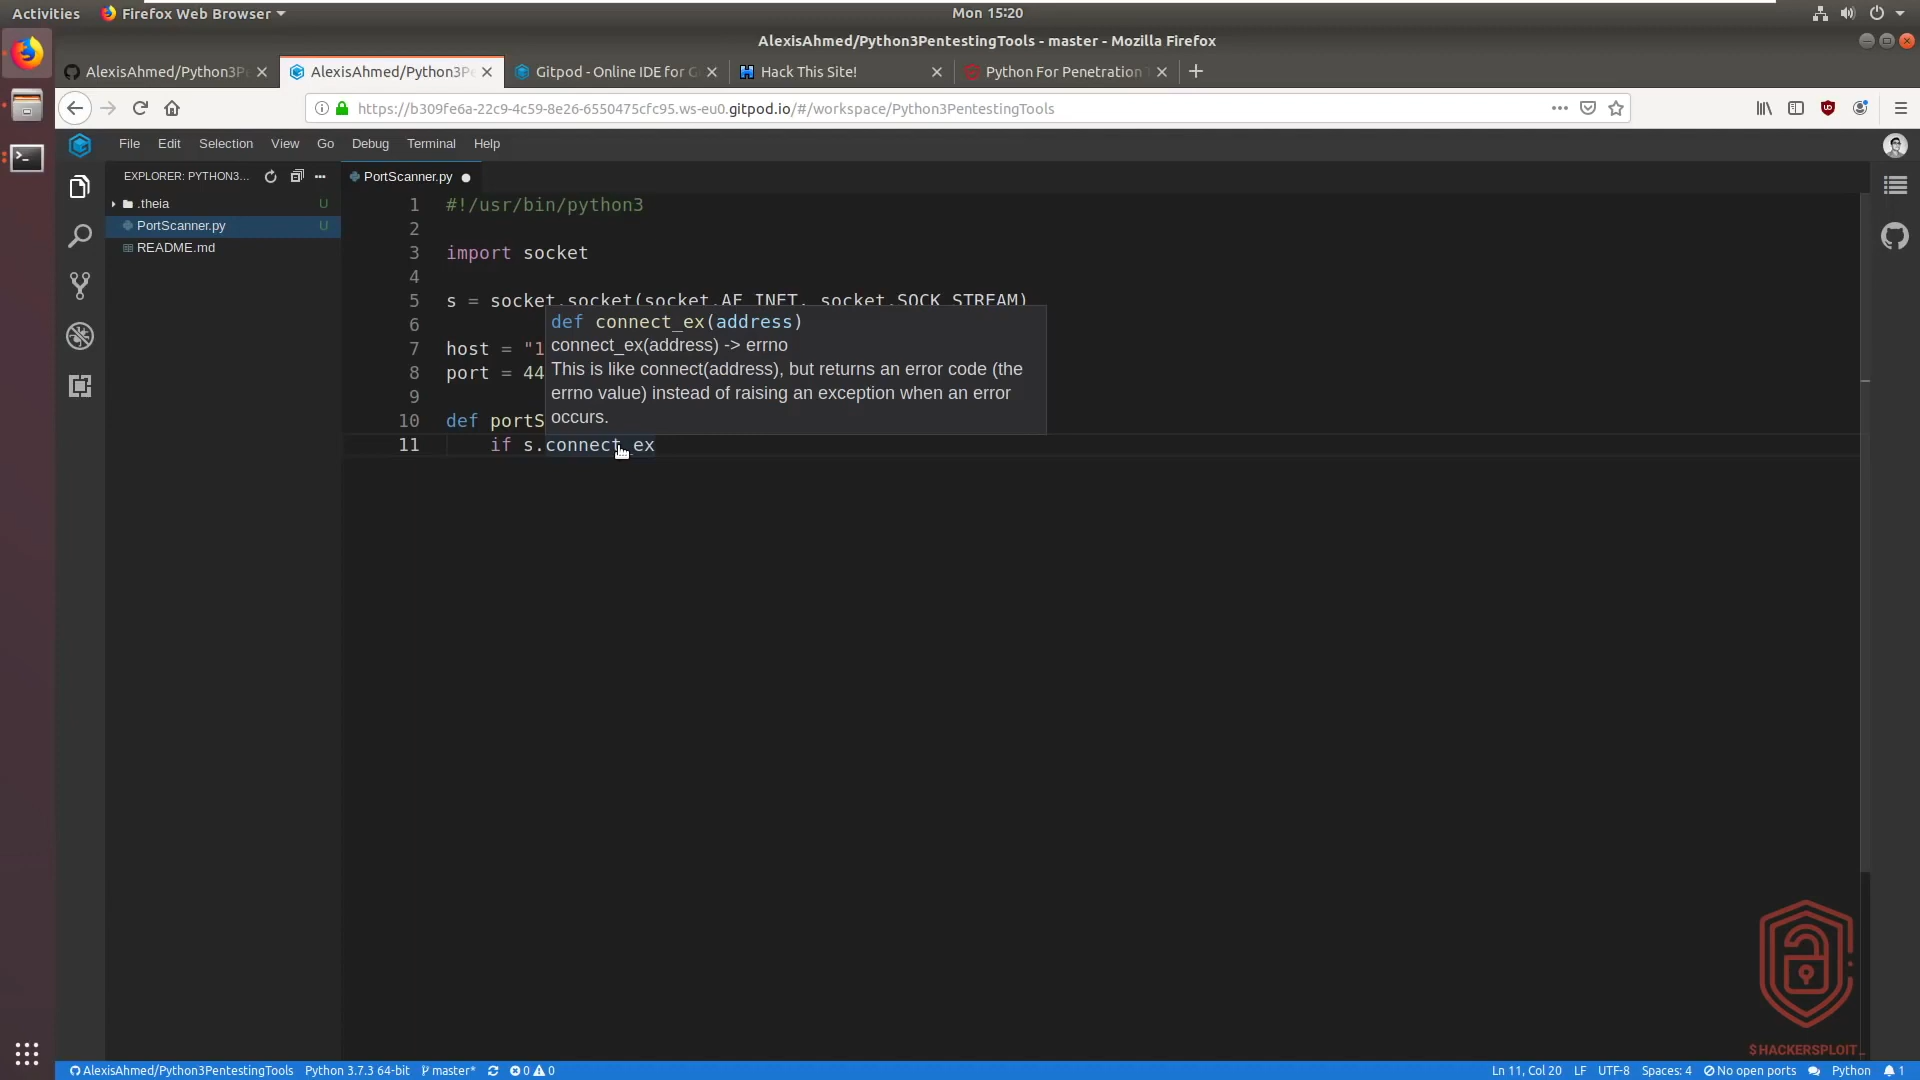 Activities Firefox Web Browser Mon 15:20
AlexisAhmed/Python3PentestingTools - master - Mozilla Firefox
AlexisAhmed/Python3P AlexisAhmed/Python3Pe Gitpod - Online IDE for G Hack This Site! Python For Penetration T
https://b309fe6a-22c9-4c59-8e26-6550475cfc95.ws-eu0.gitpod.io/#/workspace/Python3PentestingTools
File Edit Selection View Go Debug Terminal Help
EXPLORER: PYTHON3... PortScanner.py
.theia U
PortScanner.py U
README.md
1 #!/usr/bin/python3
2
3 import socket
4
5 s = socket.socket(socket.AF_INET, socket.SOCK_STREAM)
6
7 host = "1
8 port = 44
9
10 def portS
11 if s.connect_ex
def connect_ex(address)
connect_ex(address) -> errno
This is like connect(address), but returns an error code (the
errno value) instead of raising an exception when an error
occurs.
$HACKERSPLOIT_
AlexisAhmed/Python3PentestingTools Python 3.7.3 64-bit master* 0 0 Ln 11, Col 20 LF UTF-8 Spaces: 4 No open ports Python 1